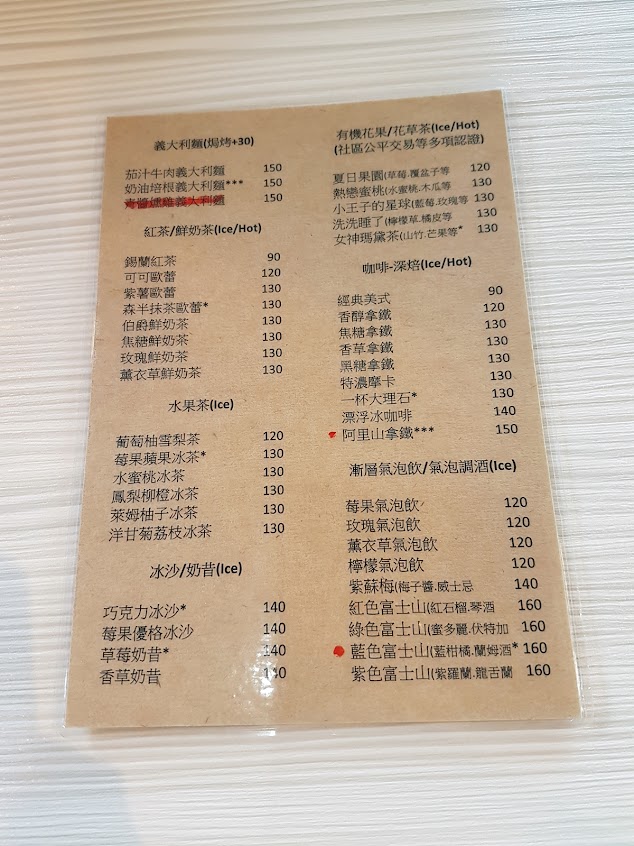 義大利麵(焗烤+30)
茄汁牛肉義大利麵 150
奶油培根義大利麵*** 150
青醬燻雞義大利麵 150
紅茶/鮮奶茶(Ice/Hot)
錫蘭紅茶 90
可可歐蕾 120
紫薯歐蕾 130
森半抹茶歐蕾* 130
伯爵鮮奶茶 130
焦糖鮮奶茶 130
玫瑰鮮奶茶 130
薰衣草鮮奶茶 130
水果茶(Ice)
葡萄柚雪梨茶 120
莓果蘋果冰茶* 130
水蜜桃冰茶 130
鳳梨柳橙冰茶 130
萊姆柚子冰茶 130
洋甘菊荔枝冰茶 130
冰沙/奶昔(Ice)
巧克力冰沙* 140
莓果優格冰沙 140
草莓奶昔* 140
香草奶昔 140
有機花果/花草茶(Ice/Hot)
(社區公平交易等多項認證)
夏日果園(草莓.覆盆子等 120
熱戀蜜桃(水蜜桃.木瓜等 130
小王子的星球(藍莓.玫瑰等 130
洗洗睡了(檸檬草.橘皮等 130
女神瑪黛茶(山竹.芒果等* 130
咖啡-深焙(Ice/Hot)
經典美式 90
香醇拿鐵 120
焦糖拿鐵 130
香草拿鐵 130
黑糖拿鐵 130
特濃摩卡 130
一杯大理石* 130
漂浮冰咖啡 140
阿里山拿鐵*** 150
漸層氣泡飲/氣泡調酒(Ice)
莓果氣泡飲 120
玫瑰氣泡飲 120
薰衣草氣泡飲 120
檸檬氣泡飲 120
紫蘇梅(梅子醬.威士忌 140
紅色富士山(紅石榴.琴酒 160
綠色富士山(蜜多麗.伏特加 160
藍色富士山(藍柑橘.蘭姆酒* 160
紫色富士山(紫羅蘭.龍舌蘭 160